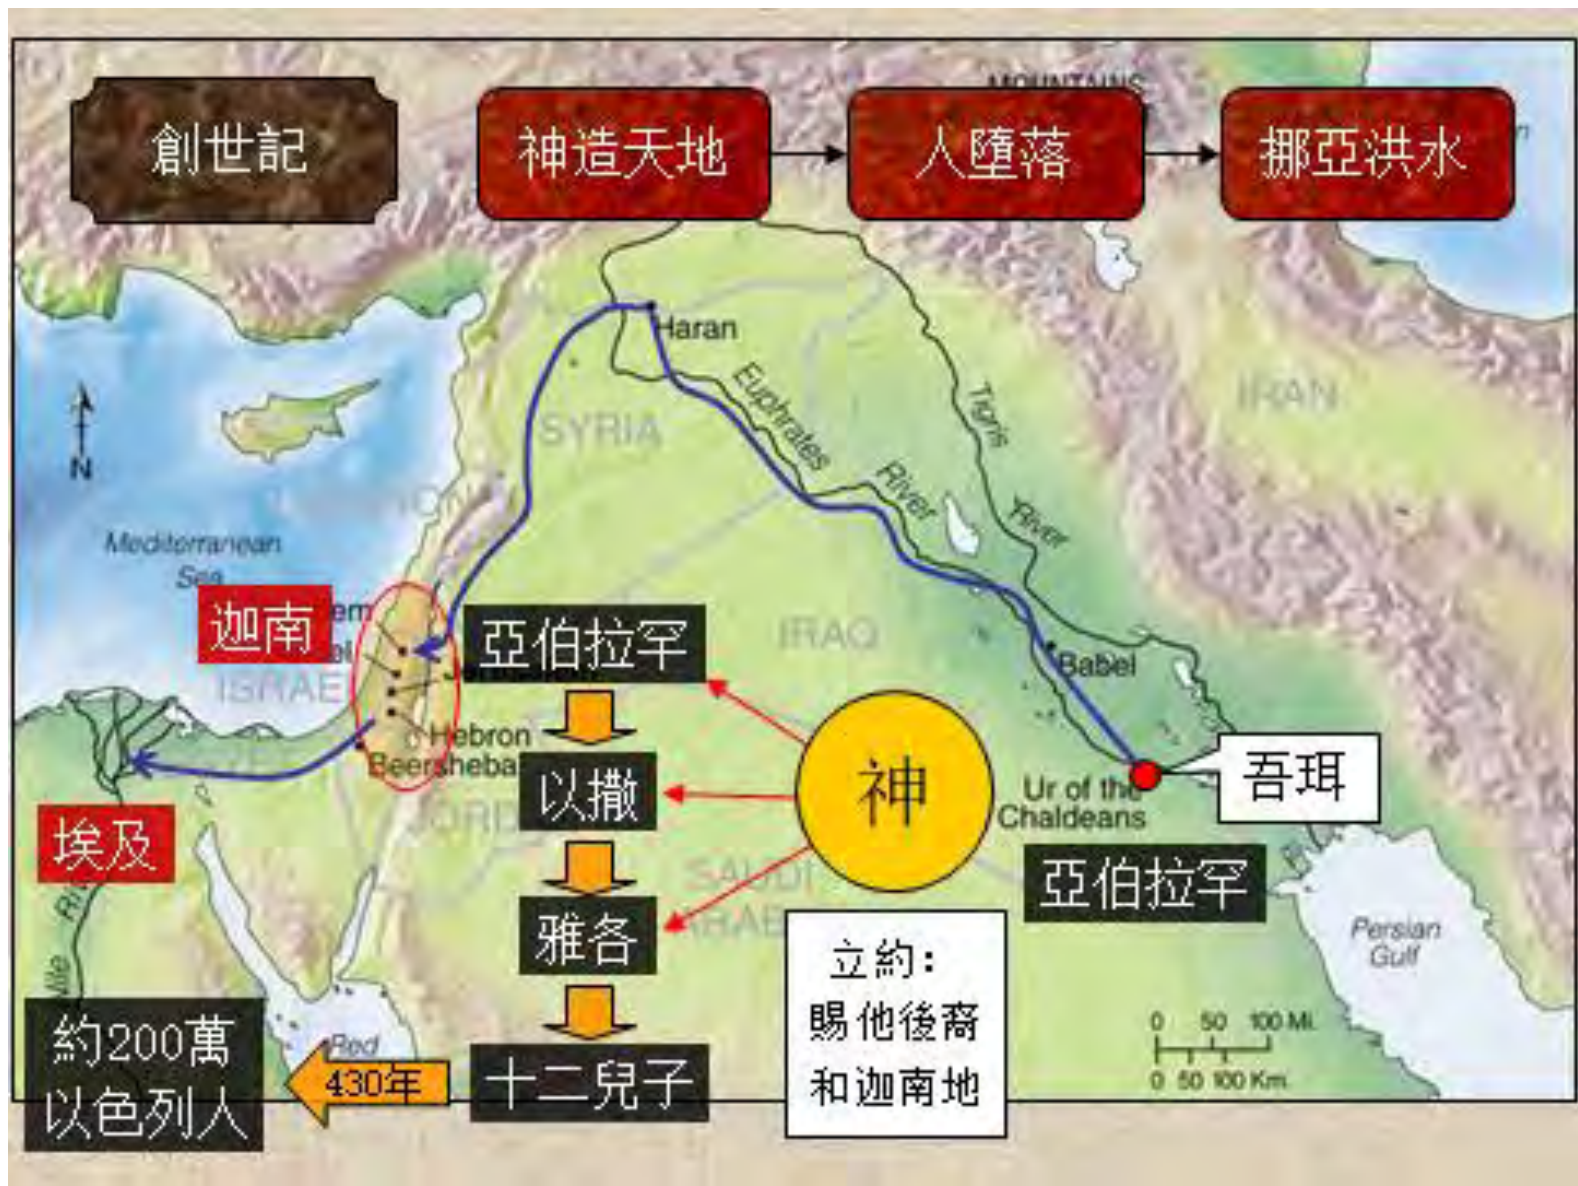 創世記
神造天地
人墮落
挪亞洪水
MOUNTAINS
Haran
Euphrates
River
Tigris
River
SYRIA
IRAN
N
Mediterranean
Sea
迦南
亞伯拉罕
IRAQ
Babel
Hebron
Beersheba
以撒
神
吾珥
Ur of the
Chaldeans
埃及
亞伯拉罕
雅各
SAUDI
Persian
Gulf
立約：
賜他後裔
和迦南地
Nile
Red
約200萬
以色列人
430年
十二兒子
0 50 100 Mi.
0 50 100 Km.